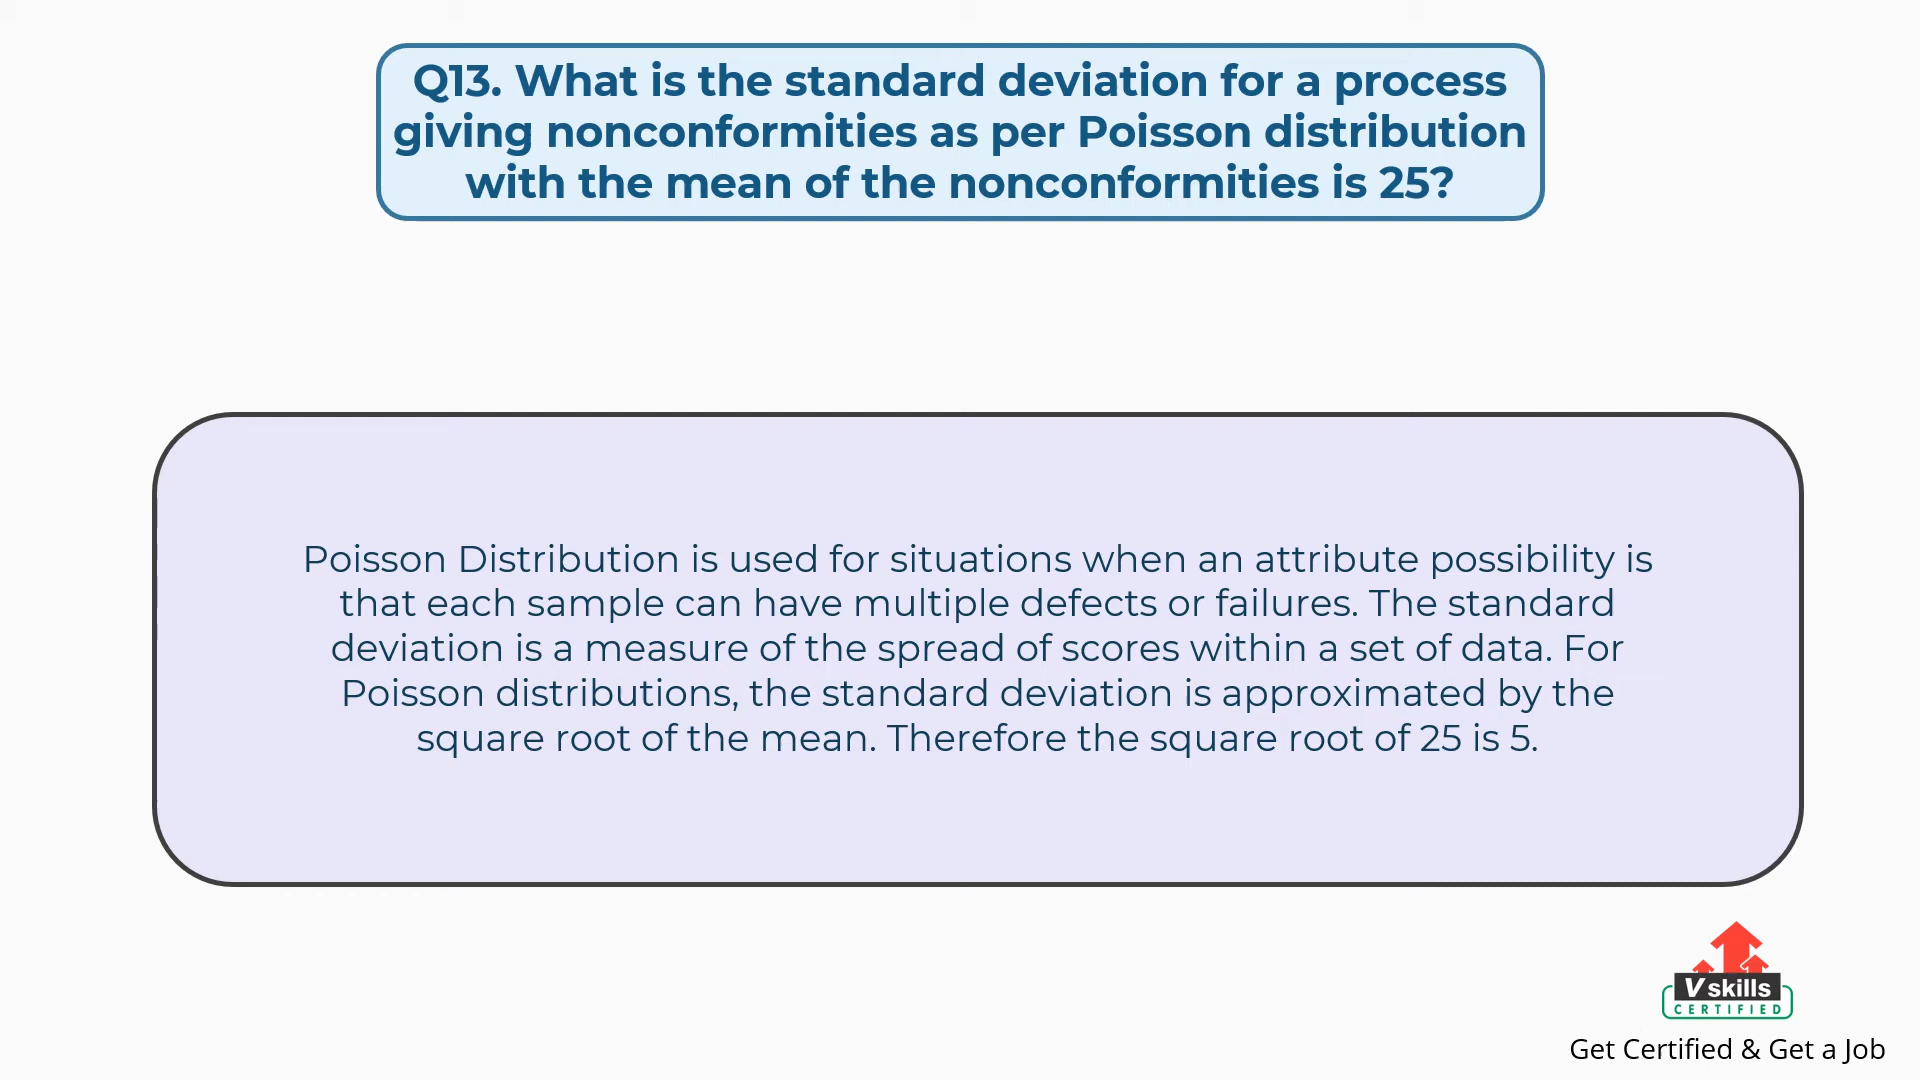 Q13. What is the standard deviation for a process
giving nonconformities as per Poisson distribution
with the mean of the nonconformities is 25?
Poisson Distribution is used for situations when an attribute possibility is
that each sample can have multiple defects or failures. The standard
deviation is a measure of the spread of scores within a set of data. For
Poisson distributions, the standard deviation is approximated by the
square root of the mean. Therefore the square root of 25 is 5.
Vskills
CERTIFIED
Get Certified & Get a Job